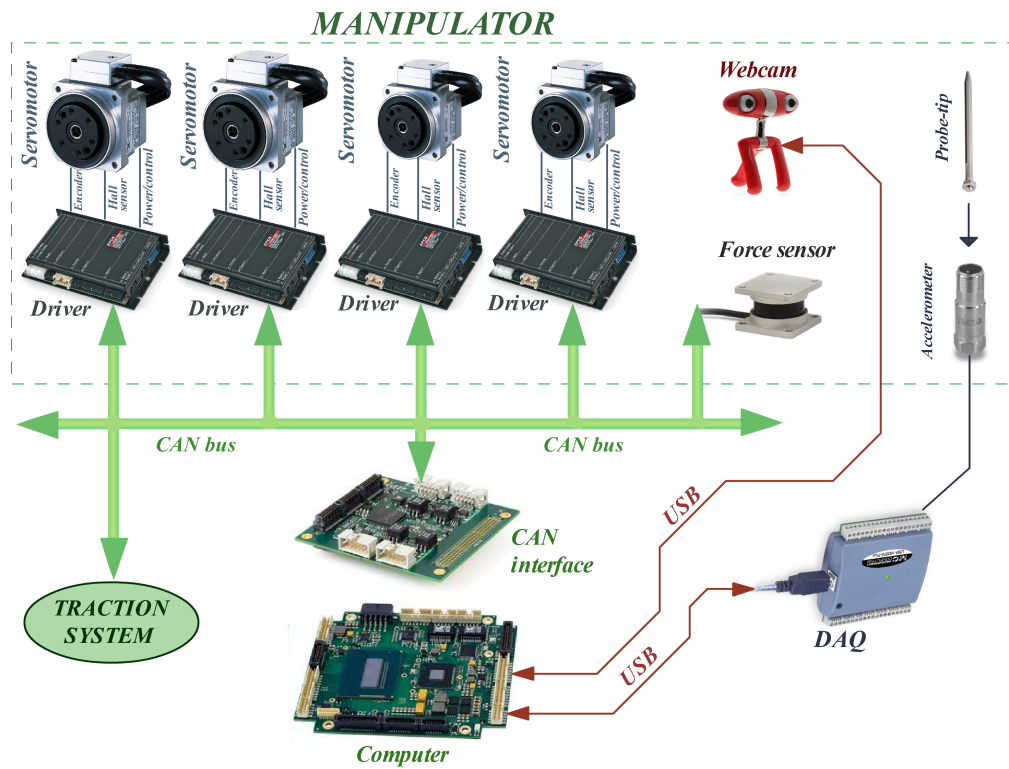 MANIPULATOR
Servomotor
Servomotor
Servomotor
Servomotor
Webcam
Probe-tip
Encoder
Hall
sensor
Power/control
Encoder
Hall
sensor
Power/control
Encoder
Hall
sensor
Power/control
Encoder
Hall
sensor
Power/control
Force sensor
Accelerometer
Driver
Driver
Driver
Driver
CAN bus
CAN bus
USB
CAN
interface
TRACTION
SYSTEM
DAQ
USB
Computer